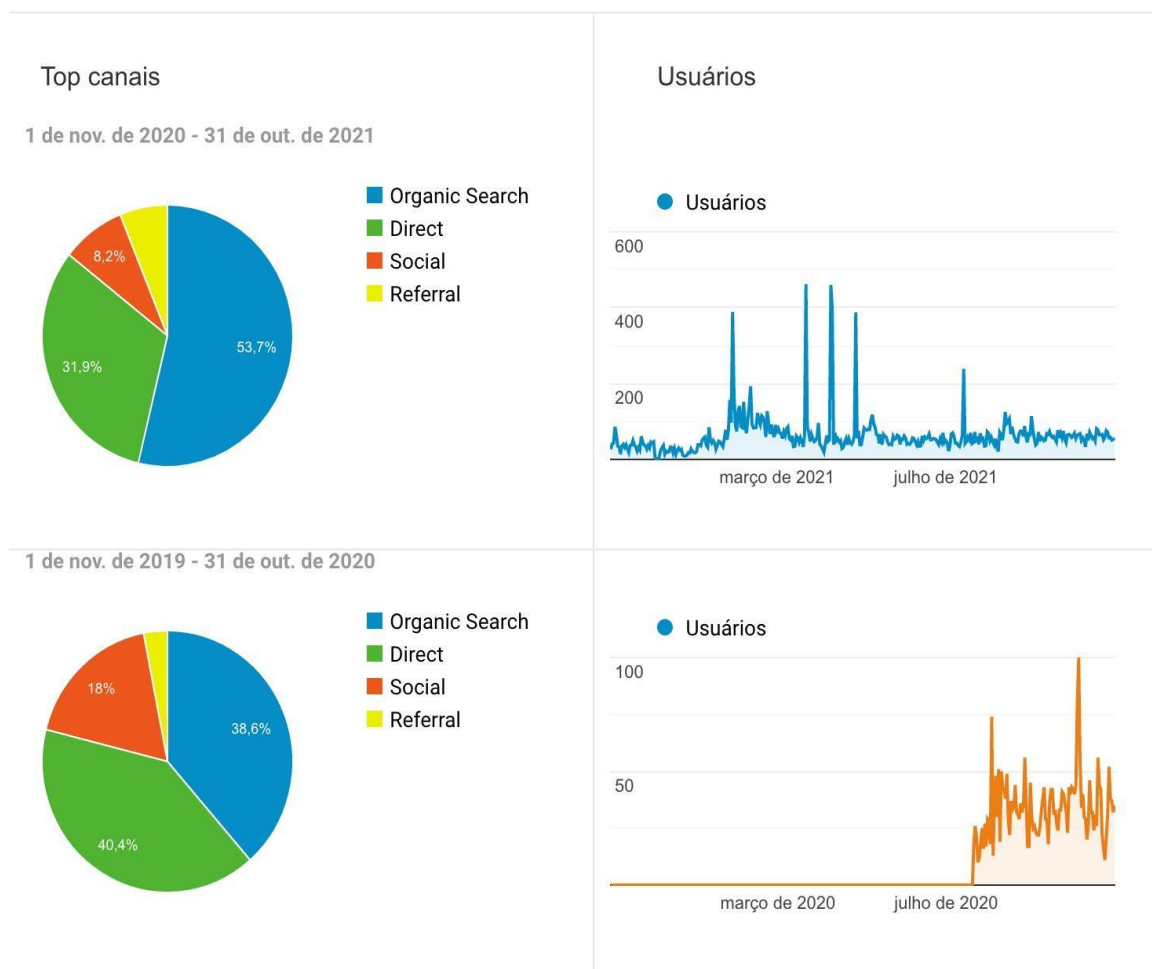 Top canais
1 de nov. de 2020 - 31 de out. de 2021
Organic Search
Direct
Social
Referral
8,2%
53,7%
31,9%
Usuários
Usuários
600
400
200
março de 2021
julho de 2021
1 de nov. de 2019 - 31 de out. de 2020
Organic Search
Direct
Social
Referral
18%
38,6%
40,4%
Usuários
100
50
março de 2020
julho de 2020